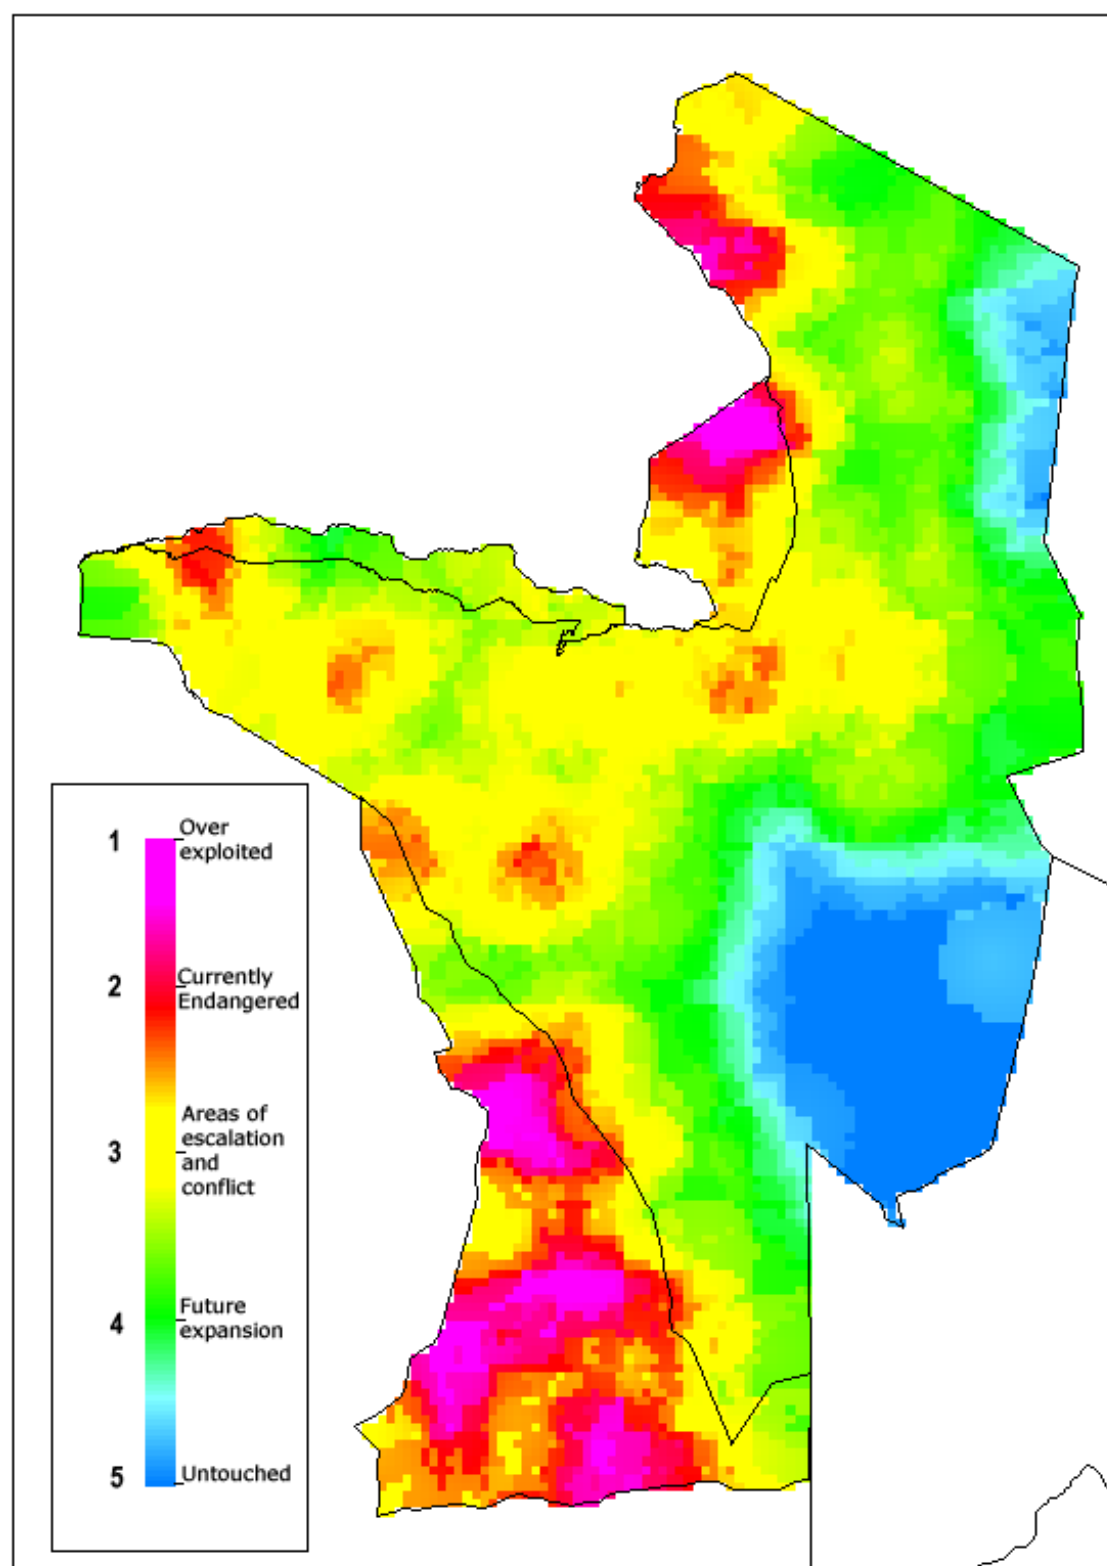 1 Over
exploited
2 Currently
Endangered
3 Areas of
escalation
and
conflict
4 Future
expansion
5 Untouched